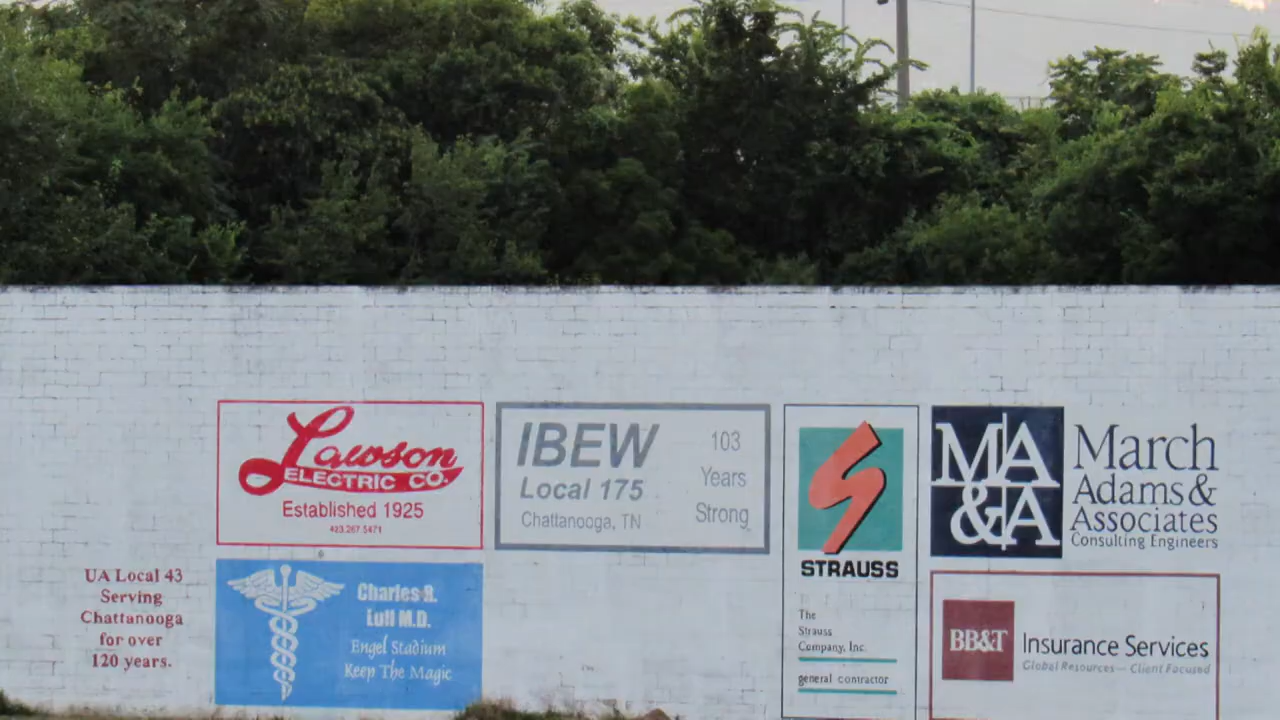 Lawson
ELECTRIC CO.
Established 1925
423.267.5471
IBEW
Local 175
Chattanooga, TN
103
Years
Strong
STRAUSS
The
Strauss
Company, Inc.
general contractor
MA
&A
March
Adams &
Associates
Consulting Engineers
UA Local 43
Serving
Chattanooga
for over
120 years.
Charles R.
Lull M.D.
Engel Stadium
Keep The Magic
BB&T
Insurance Services
Global Resources— Client Focused